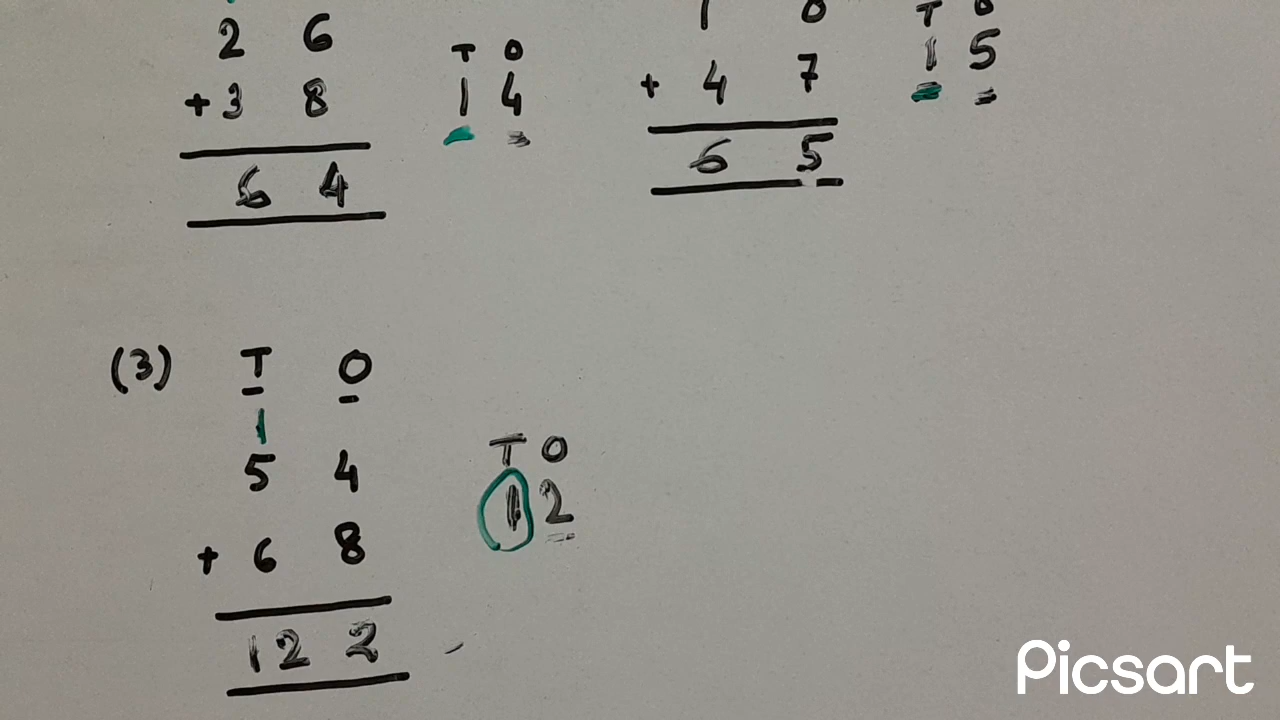 2 6
+ 3 8
6 4
T O
1 4
1 8
+ 4 7
6 5
T O
1 5
(3) T O
1
5 4
+ 6 8
1 2 2
T O
1 2
Picsart